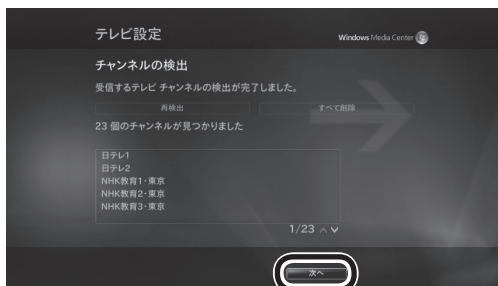 テレビ設定
Windows Media Center
チャンネルの検出
受信するテレビ チャンネルの検出が完了しました。
再検出
すべて削除
23 個のチャンネルが見つかりました
日テレ1
日テレ2
NHK教育1・東京
NHK教育2・東京
NHK教育3・東京
1/23
次へ